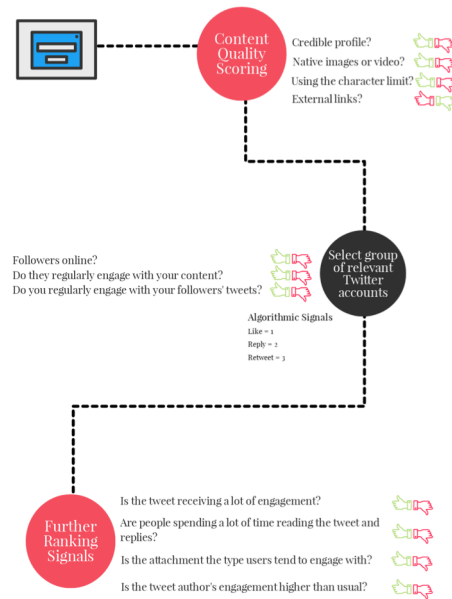 Content
Quality
Scoring
Credible profile?
Native images or video?
Using the character limit?
External links?
Followers online?
Do they regularly engage with your content?
Do you regularly engage with your followers' tweets?
Select group
of relevant
Twitter
accounts
Algorithmic Signals
Like = 1
Reply = 2
Retweet = 3
Further
Ranking
Signals
Is the tweet receiving a lot of engagement?
Are people spending a lot of time reading the tweet and
replies?
Is the attachment the type users tend to engage with?
Is the tweet author's engagement higher than usual?